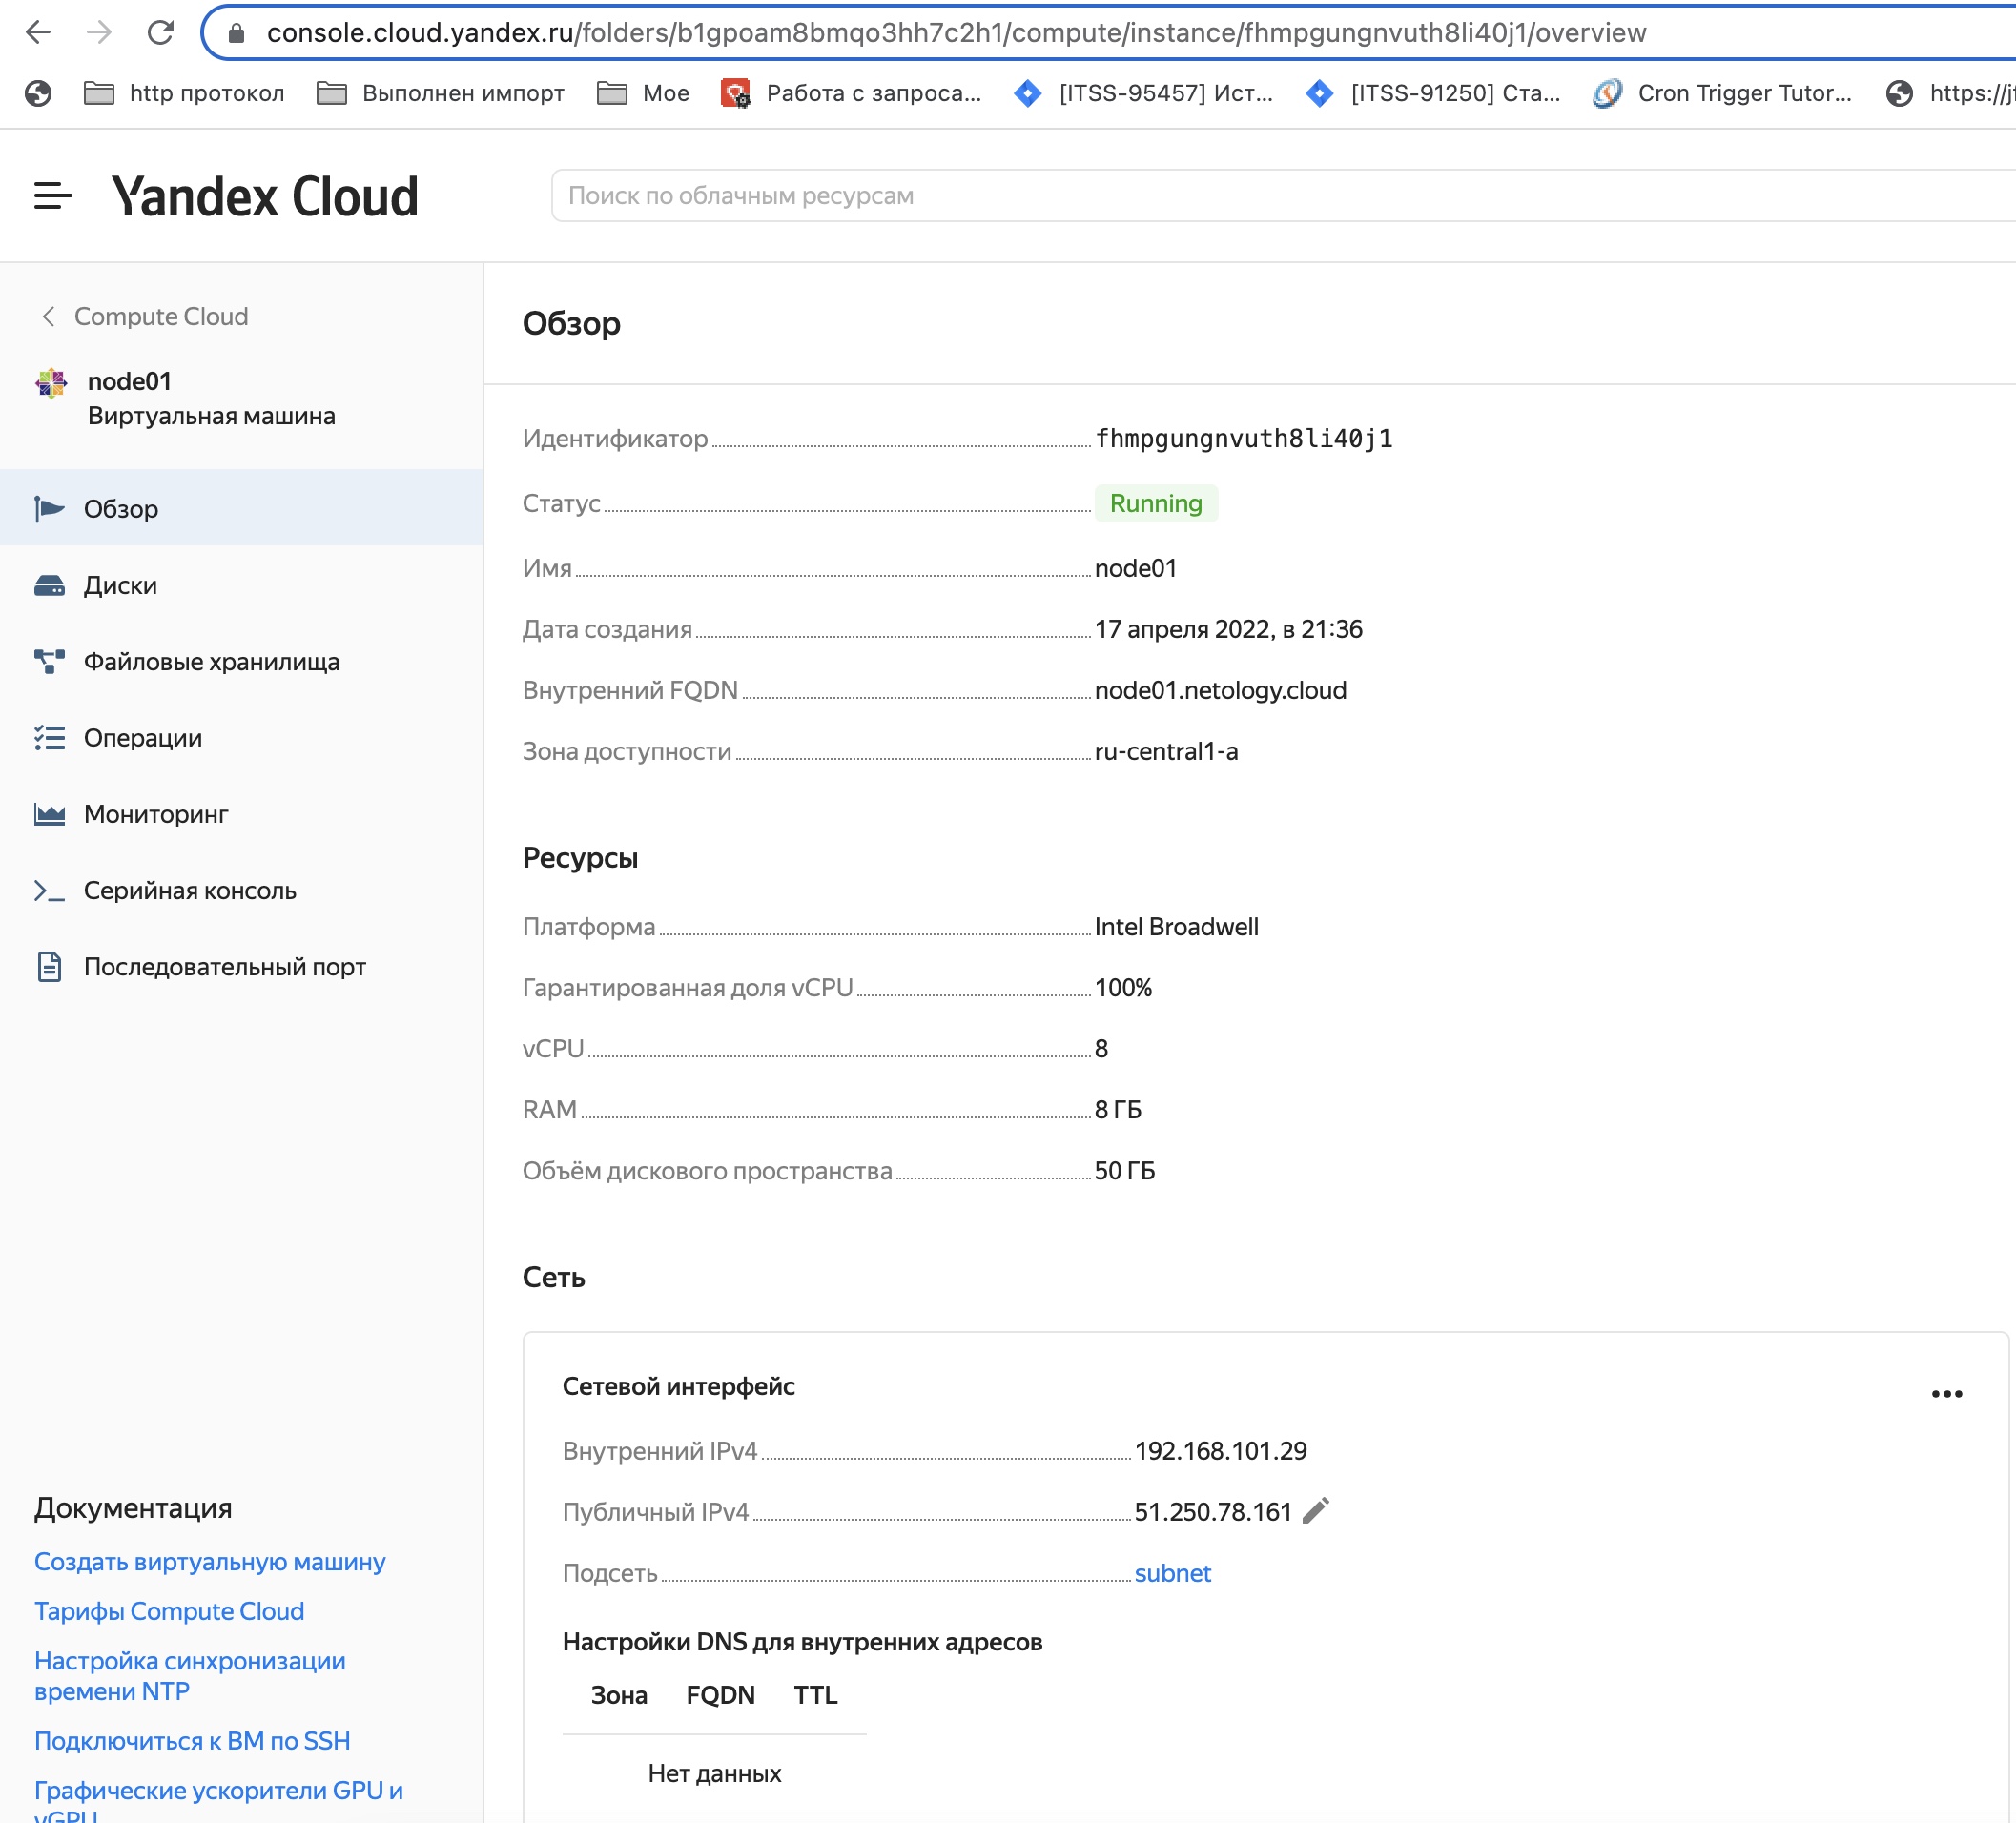 console.cloud.yandex.ru/folders/b1gpoam8bmqo3hh7c2h1/compute/instance/fhmpgungnvuth8li40j1/overview
http протокол Выполнен импорт Мое Работа с запроса... [ITSS-95457] Ист... [ITSS-91250] Ста... Cron Trigger Tutor... https://j
Yandex Cloud
Поиск по облачным ресурсам
Compute Cloud
node01
Виртуальная машина
Обзор
Диски
Файловые хранилища
Операции
Мониторинг
Серийная консоль
Последовательный порт
Документация
Создать виртуальную машину
Тарифы Compute Cloud
Настройка синхронизации
времени NTP
Подключиться к ВМ по SSH
Графические ускорители GPU и
vGPU
Обзор
Идентификатор fhmpgungnvuth8li40j1
Статус Running
Имя node01
Дата создания 17 апреля 2022, в 21:36
Внутренний FQDN node01.netology.cloud
Зона доступности ru-central1-a
Ресурсы
Платформа Intel Broadwell
Гарантированная доля vCPU 100%
vCPU 8
RAM 8 ГБ
Объём дискового пространства 50 ГБ
Сеть
Сетевой интерфейс
Внутренний IPv4 192.168.101.29
Публичный IPv4 51.250.78.161
Подсеть subnet
Настройки DNS для внутренних адресов
Зона FQDN TTL
Нет данных